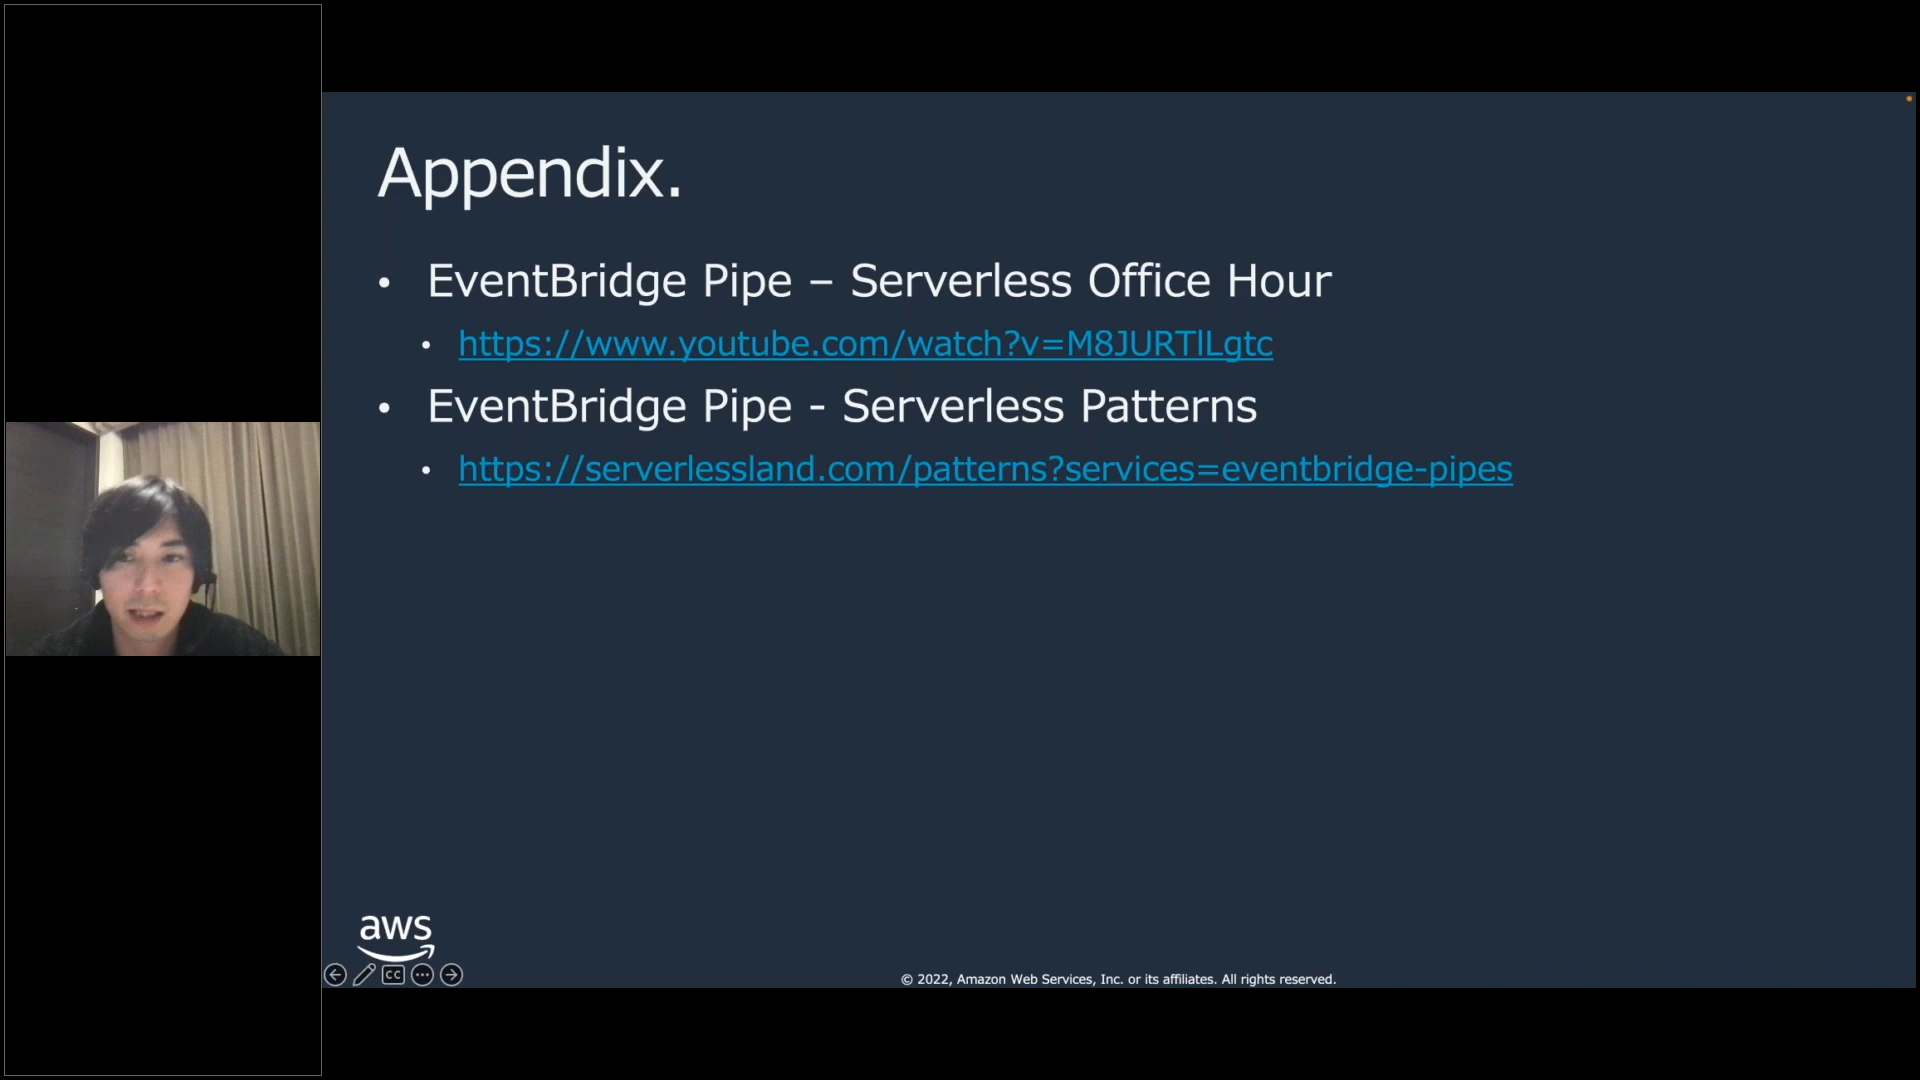 Appendix.
• EventBridge Pipe – Serverless Office Hour
• https://www.youtube.com/watch?v=M8JURTlLgtc
• EventBridge Pipe - Serverless Patterns
• https://serverlessland.com/patterns?services=eventbridge-pipes
aws
CC
© 2022, Amazon Web Services, Inc. or its affiliates. All rights reserved.